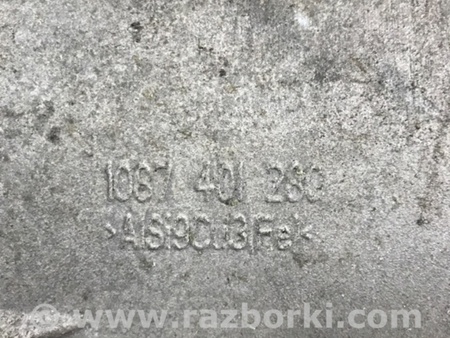 1087 401 280
>AlSi9Cu3(Fe)<
© - www.razborki.com